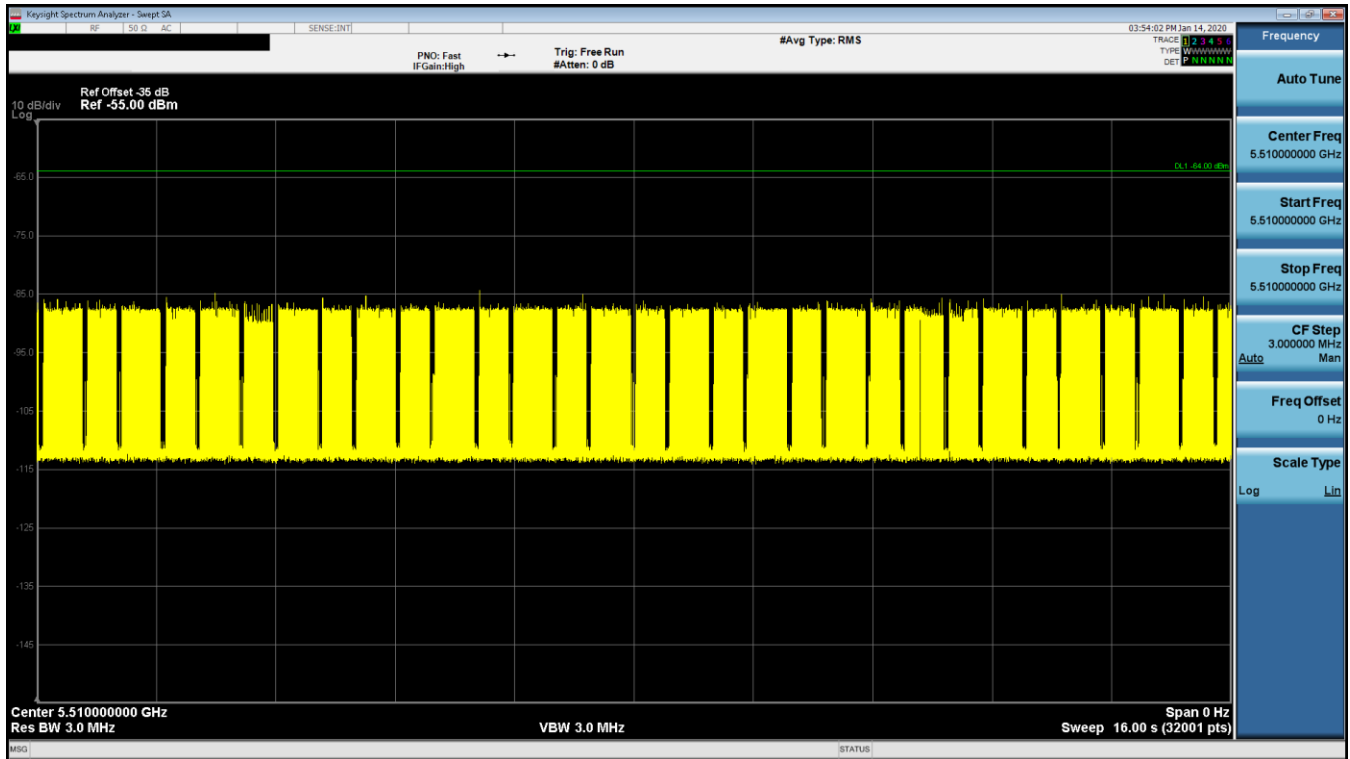 Keysight Spectrum Analyzer - Swept SA
LXI RF 50 Ω AC SENSE:INT 03:54:02 PM Jan 14, 2020
#Avg Type: RMS
TRACE 1 2 3 4 5 6
PNO: Fast Trig: Free Run TYPE WWWWWW
IFGain:High #Atten: 0 dB DET P N N N N N
Ref Offset -35 dB
10 dB/div Ref -55.00 dBm
Log
DL1 -64.00 dBm
-65.0
-75.0
-85.0
-95.0
-105
-115
-125
-135
-145
Center 5.510000000 GHz Span 0 Hz
Res BW 3.0 MHz VBW 3.0 MHz Sweep 16.00 s (32001 pts)
MSG STATUS
Frequency
Auto Tune
Center Freq
5.510000000 GHz
Start Freq
5.510000000 GHz
Stop Freq
5.510000000 GHz
CF Step
3.000000 MHz
Auto Man
Freq Offset
0 Hz
Scale Type
Log Lin